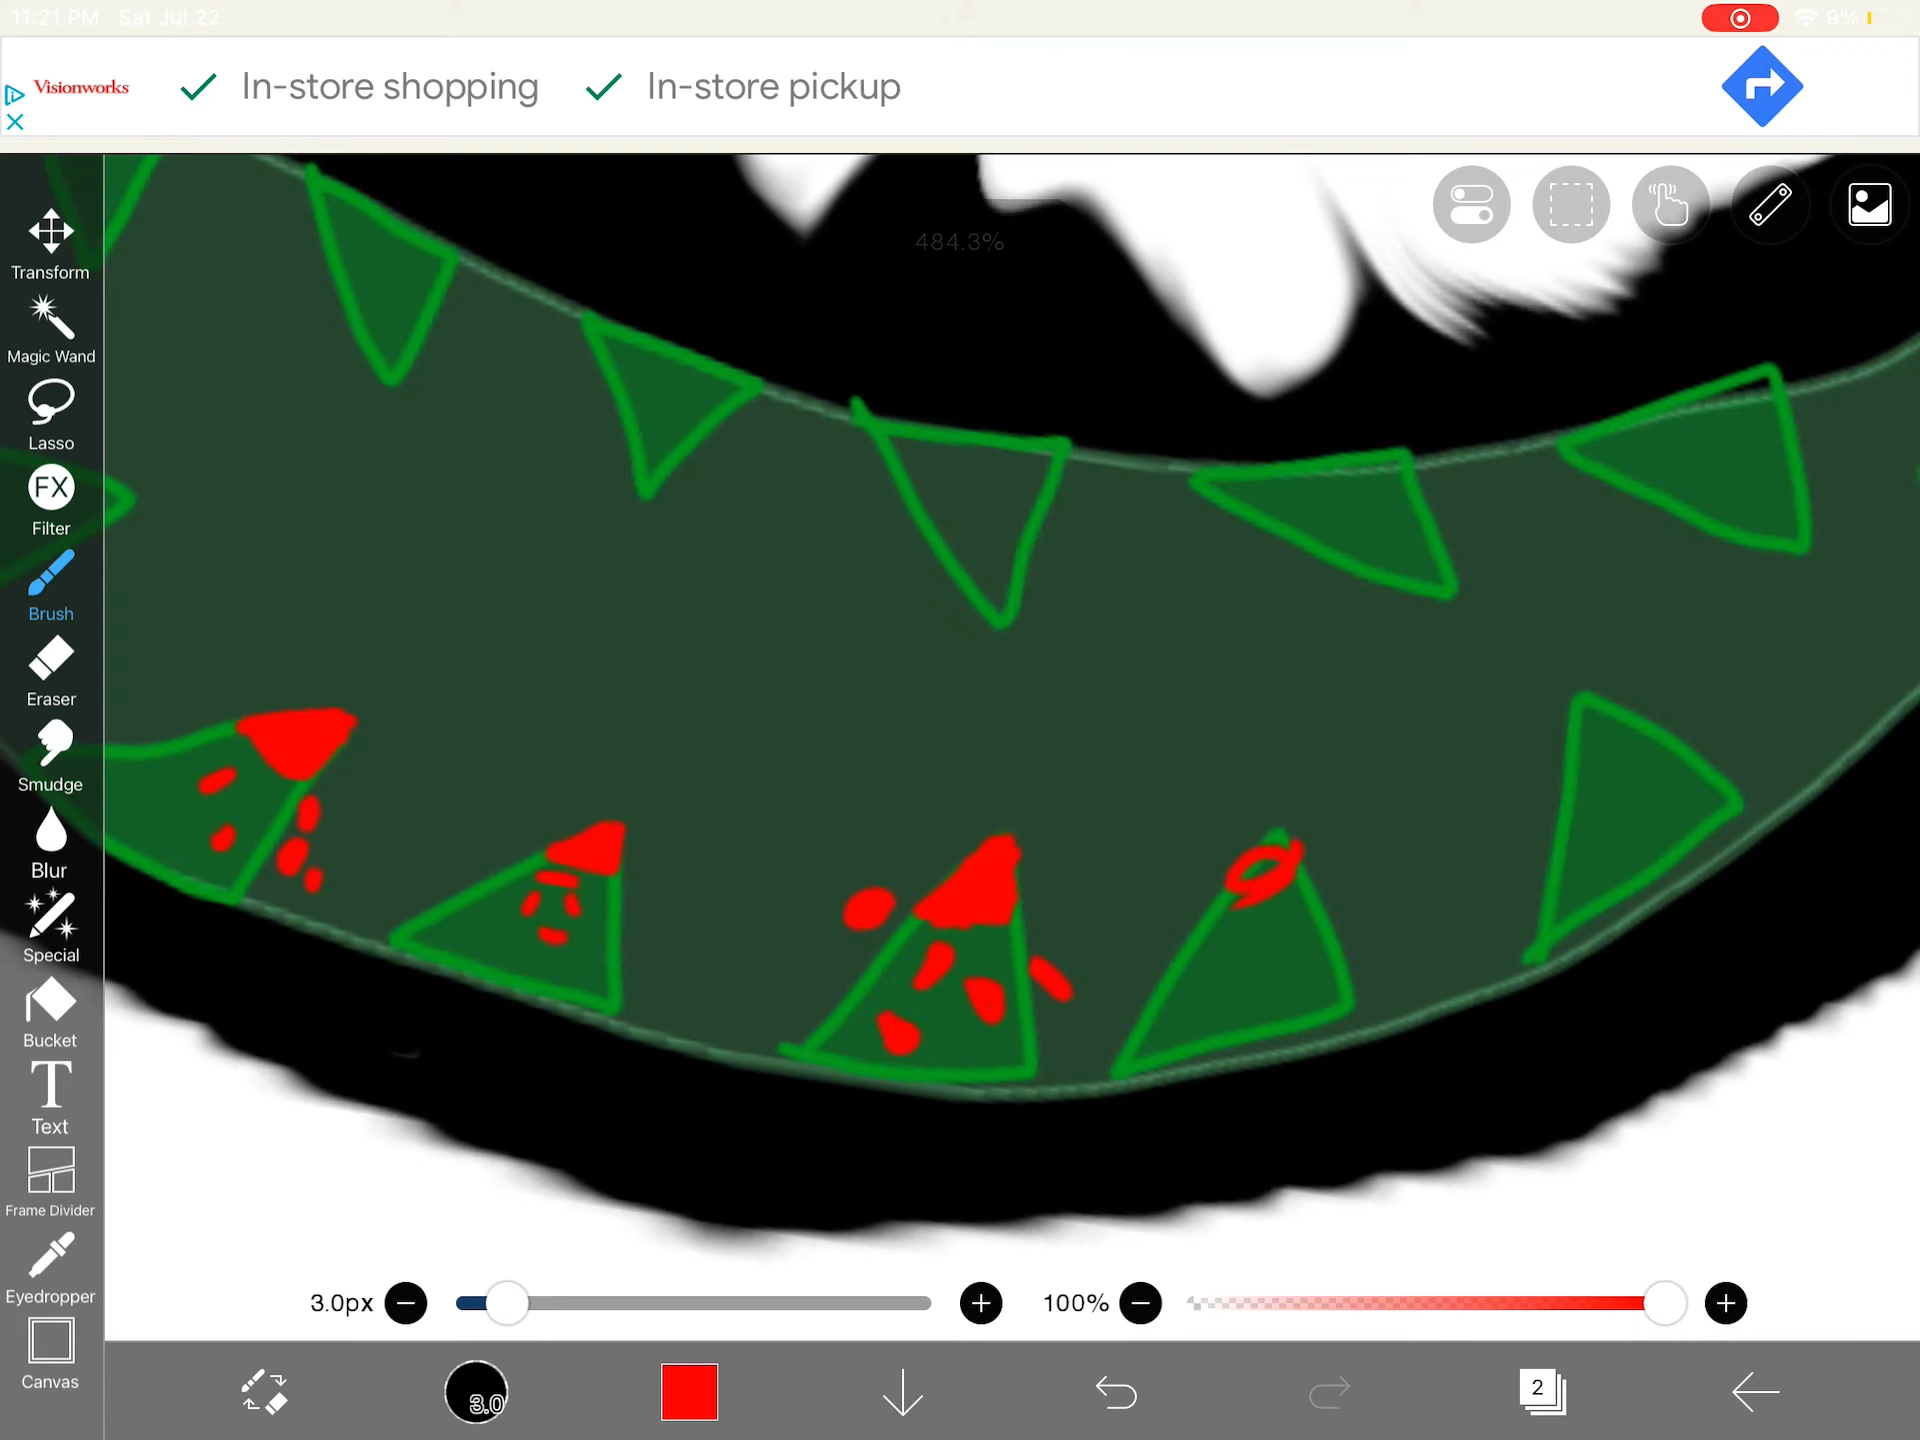 11:21 PM Sat Jul 22
9%
Visionworks
In-store shopping
In-store pickup
484.3%
Transform
Magic Wand
Lasso
FX
Filter
Brush
Eraser
Smudge
Blur
Special
Bucket
T
Text
Frame Divider
Eyedropper
Canvas
3.0px
100%
3.0
2